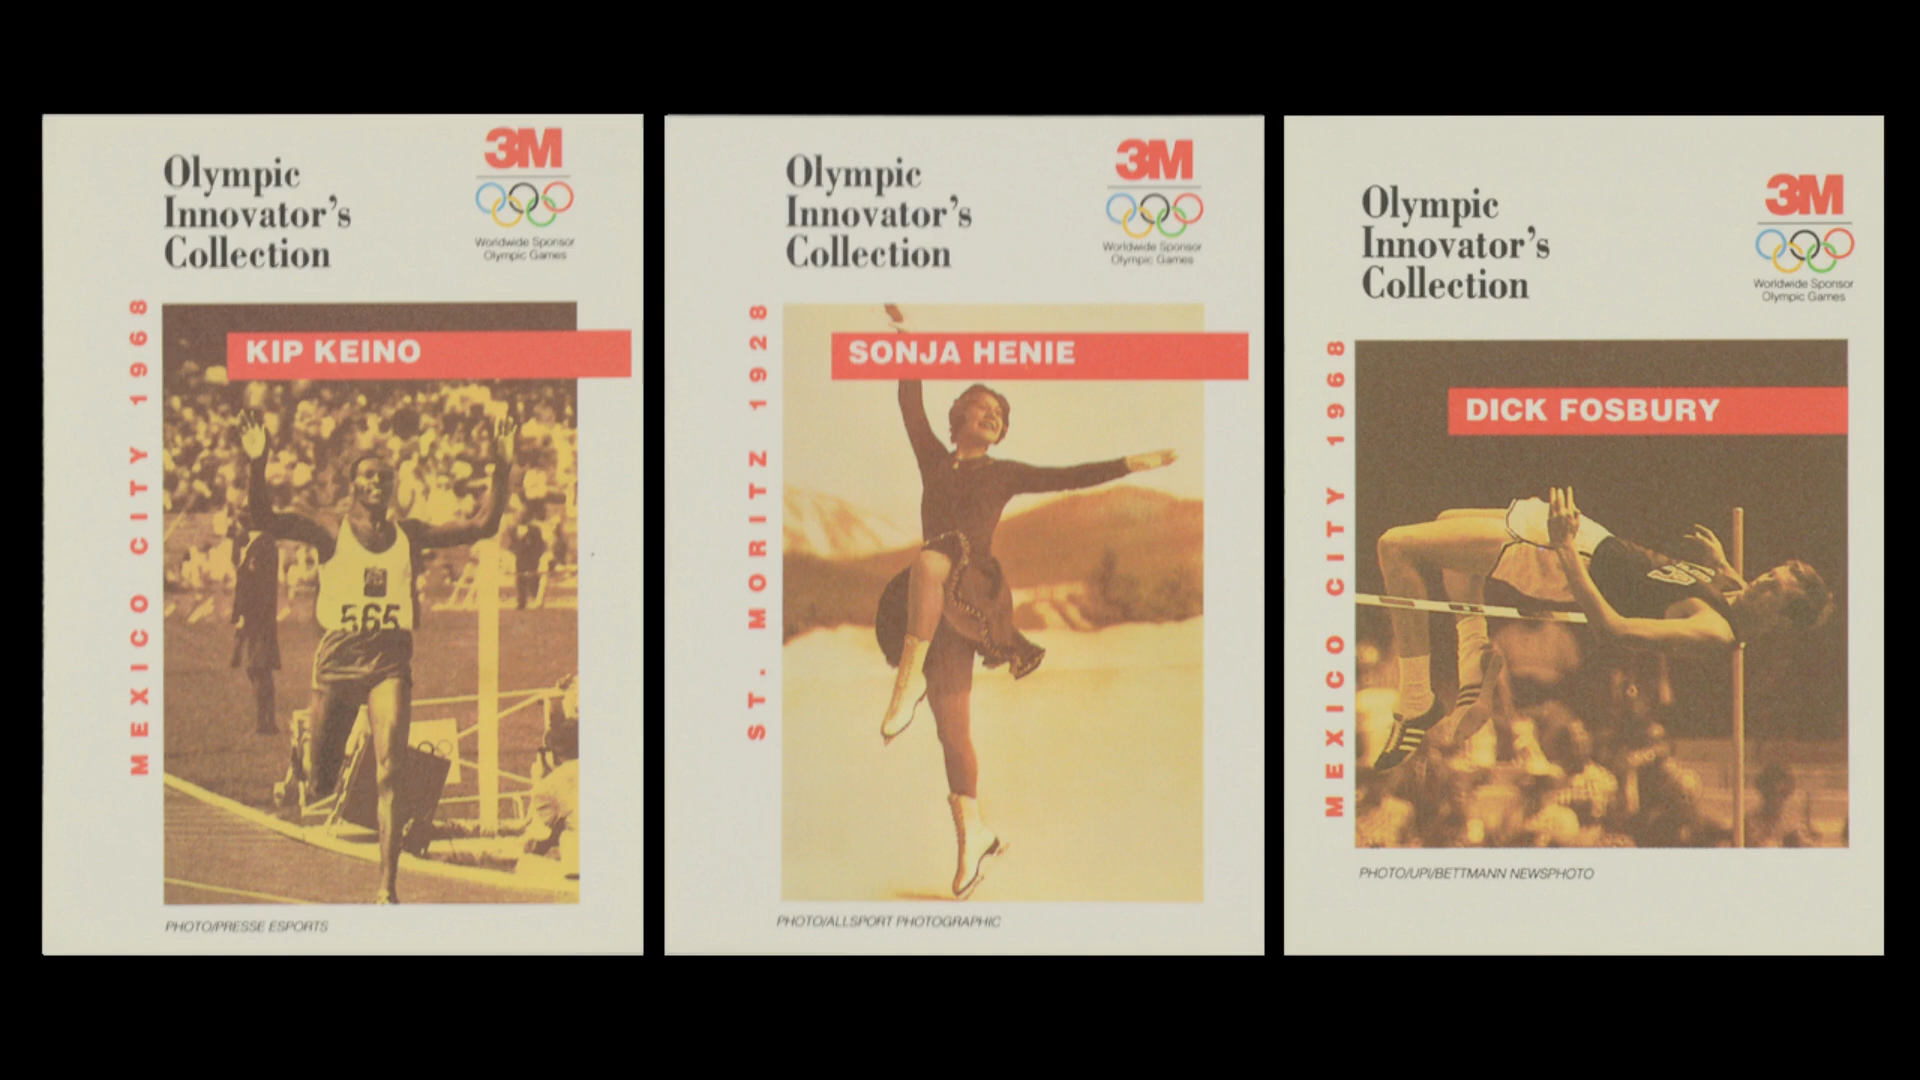 Olympic
Innovator's
Collection
3M
Worldwide Sponsor
Olympic Games
MEXICO CITY 1968
KIP KEINO
565
PHOTO/PRESSE ESPORTS
Olympic
Innovator's
Collection
3M
Worldwide Sponsor
Olympic Games
ST. MORITZ 1928
SONJA HENIE
PHOTO/ALLSPORT PHOTOGRAPHIC
Olympic
Innovator's
Collection
3M
Worldwide Sponsor
Olympic Games
MEXICO CITY 1968
DICK FOSBURY
PHOTO/UPI/BETTMANN NEWSPHOTO